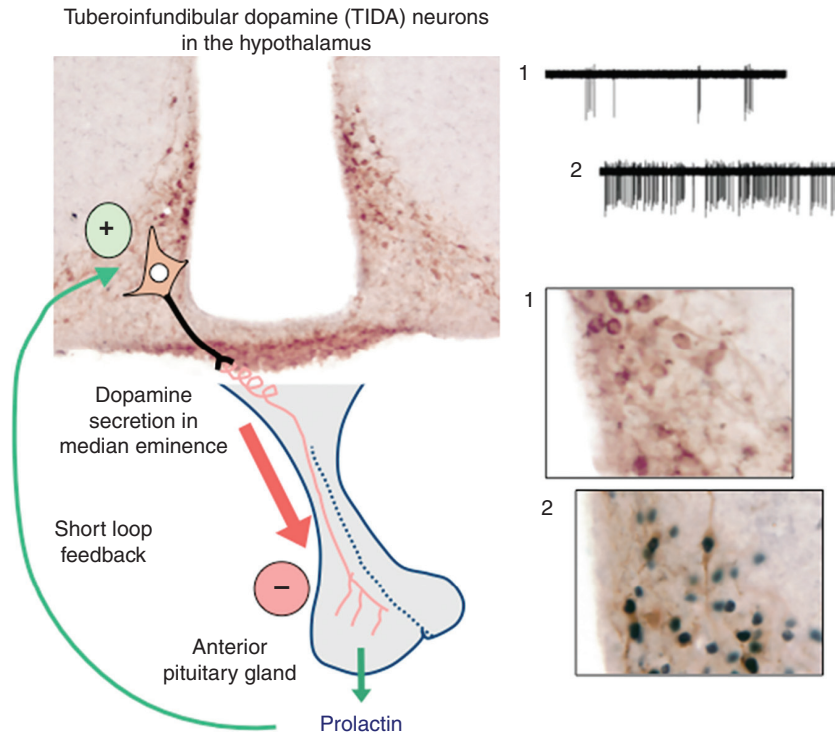 Tuberoinfundibular dopamine (TIDA) neurons
in the hypothalamus
+
Dopamine
secretion in
median eminence
Short loop
feedback
−
Anterior
pituitary gland
Prolactin
1
2
1
2